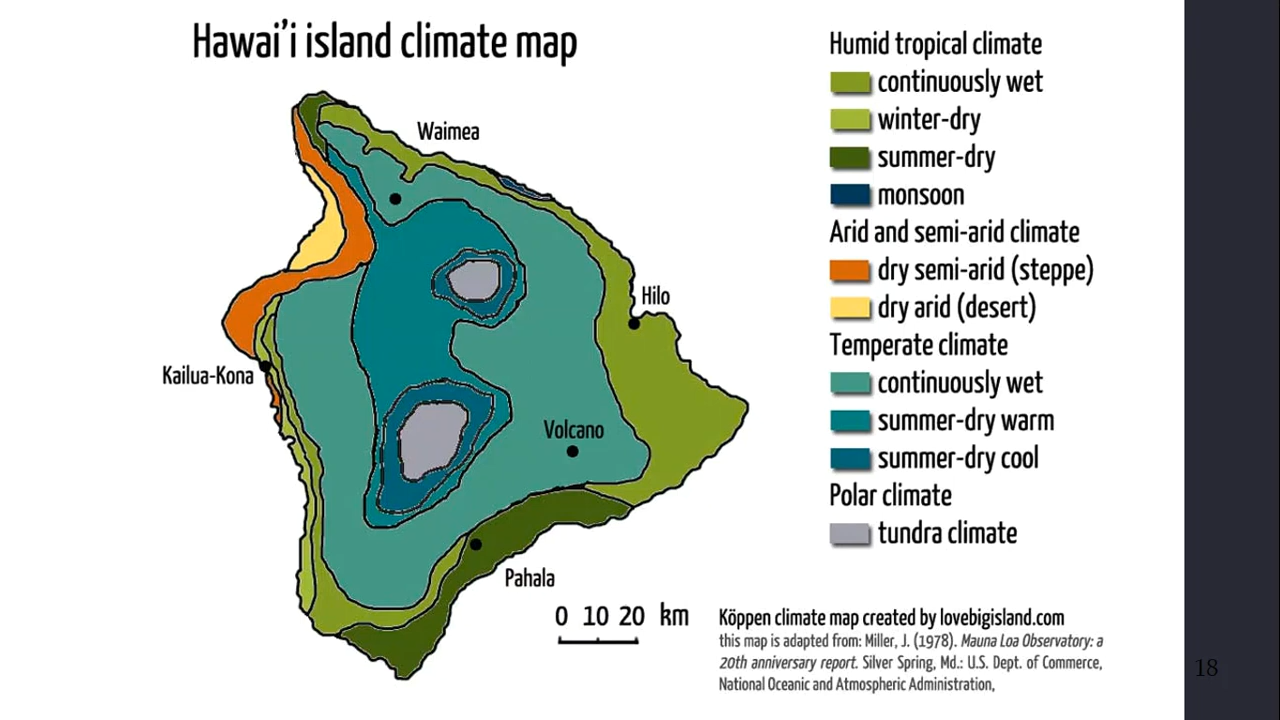 Hawai'i island climate map
Waimea
Hilo
Kailua-Kona
Volcano
Pahala
0 10 20 km
Humid tropical climate
continuously wet
winter-dry
summer-dry
monsoon
Arid and semi-arid climate
dry semi-arid (steppe)
dry arid (desert)
Temperate climate
continuously wet
summer-dry warm
summer-dry cool
Polar climate
tundra climate
Köppen climate map created by lovebigisland.com
this map is adapted from: Miller, J. (1978). Mauna Loa Observatory: a
20th anniversary report. Silver Spring, Md.: U.S. Dept. of Commerce,
National Oceanic and Atmospheric Administration,
18